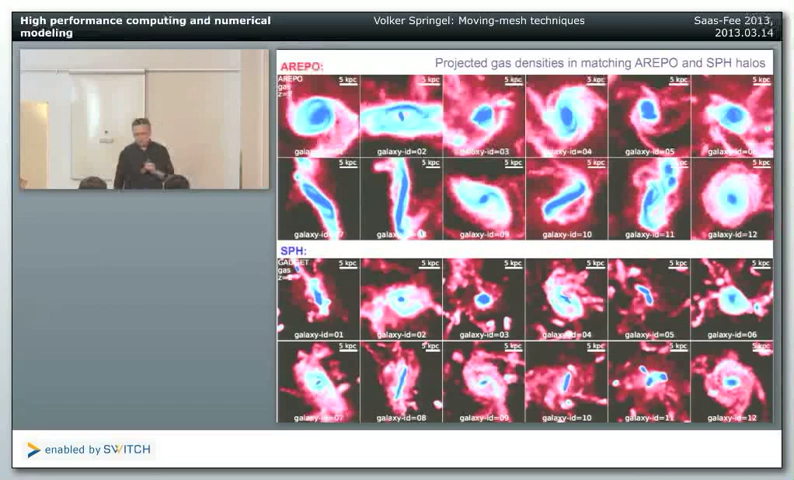 High performance computing and numerical modeling
Volker Springel: Moving-mesh techniques
Saas-Fee 2013, 2013.03.14
AREPO:
Projected gas densities in matching AREPO and SPH halos
AREPO
gas
5 kpc 5 kpc 5 kpc 5 kpc 5 kpc 5 kpc
galaxy-id=02 galaxy-id=03 galaxy-id=04 galaxy-id=05
5 kpc 5 kpc 5 kpc 5 kpc 5 kpc 5 kpc
galaxy-id=09 galaxy-id=10 galaxy-id=11 galaxy-id=12
SPH:
GADGET
gas
5 kpc 5 kpc 5 kpc 5 kpc 5 kpc 5 kpc
galaxy-id=01 galaxy-id=02 galaxy-id=03 galaxy-id=04 galaxy-id=05 galaxy-id=06
5 kpc 5 kpc 5 kpc 5 kpc 5 kpc 5 kpc
galaxy-id=07 galaxy-id=08 galaxy-id=09 galaxy-id=10 galaxy-id=11 galaxy-id=12
enabled by SWITCH